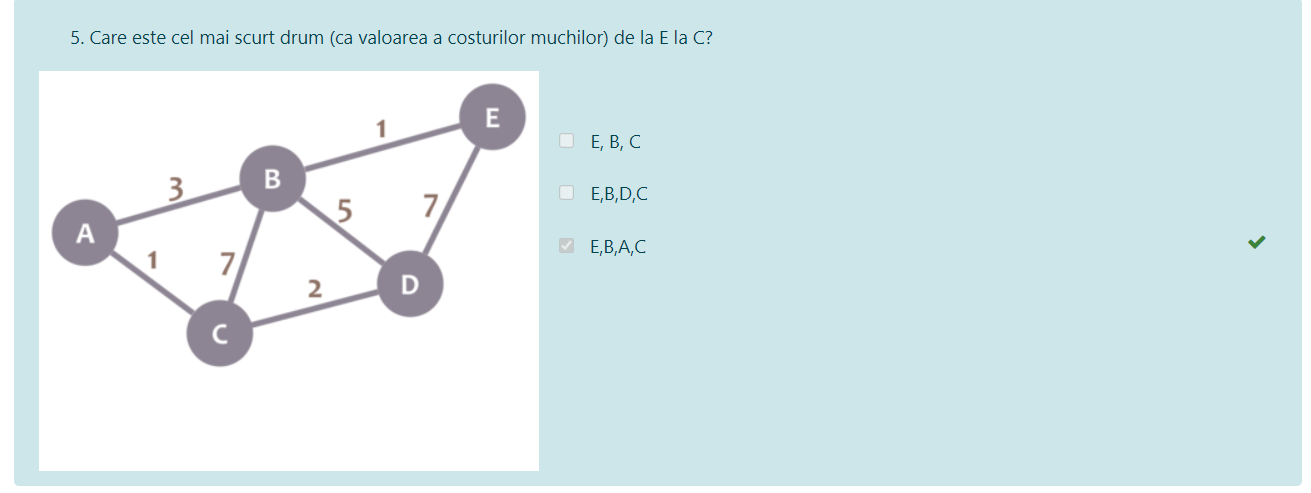 5. Care este cel mai scurt drum (ca valoarea a costurilor muchilor) de la E la C?
E
1
B
3
5
7
A
1
7
2
D
C
E, B, C
E,B,D,C
E,B,A,C